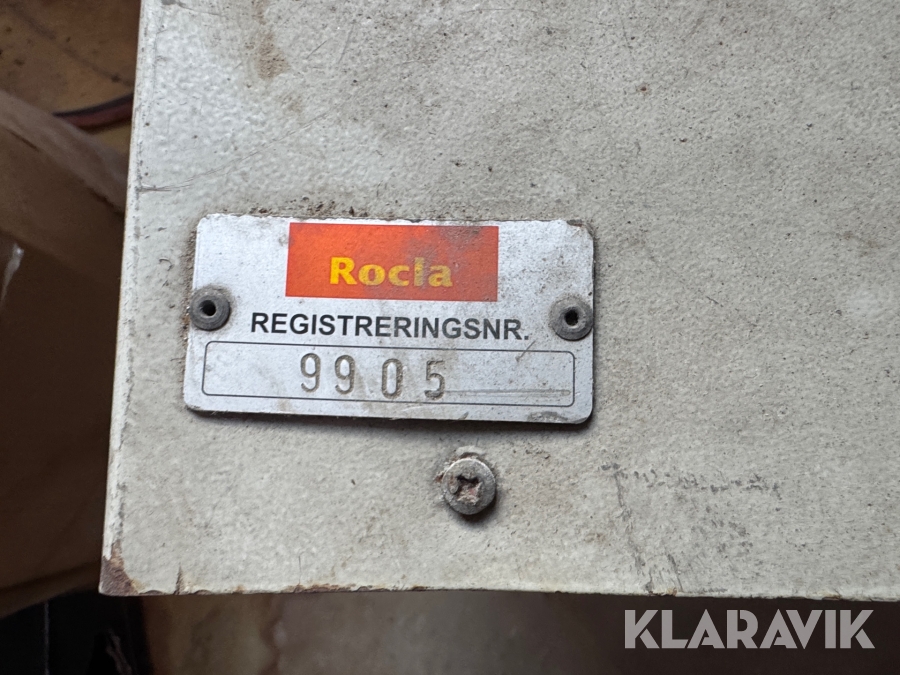 Rocla
REGISTRERINGSNR.
9905
KLARAVIK